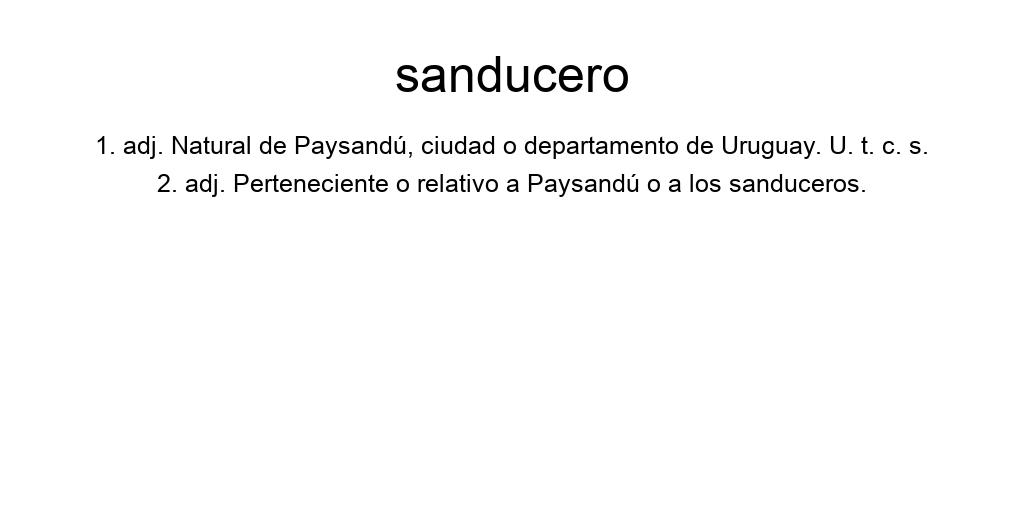 sanducero
1. adj. Natural de Paysandú, ciudad o departamento de Uruguay. U. t. c. s.
2. adj. Perteneciente o relativo a Paysandú o a los sanduceros.